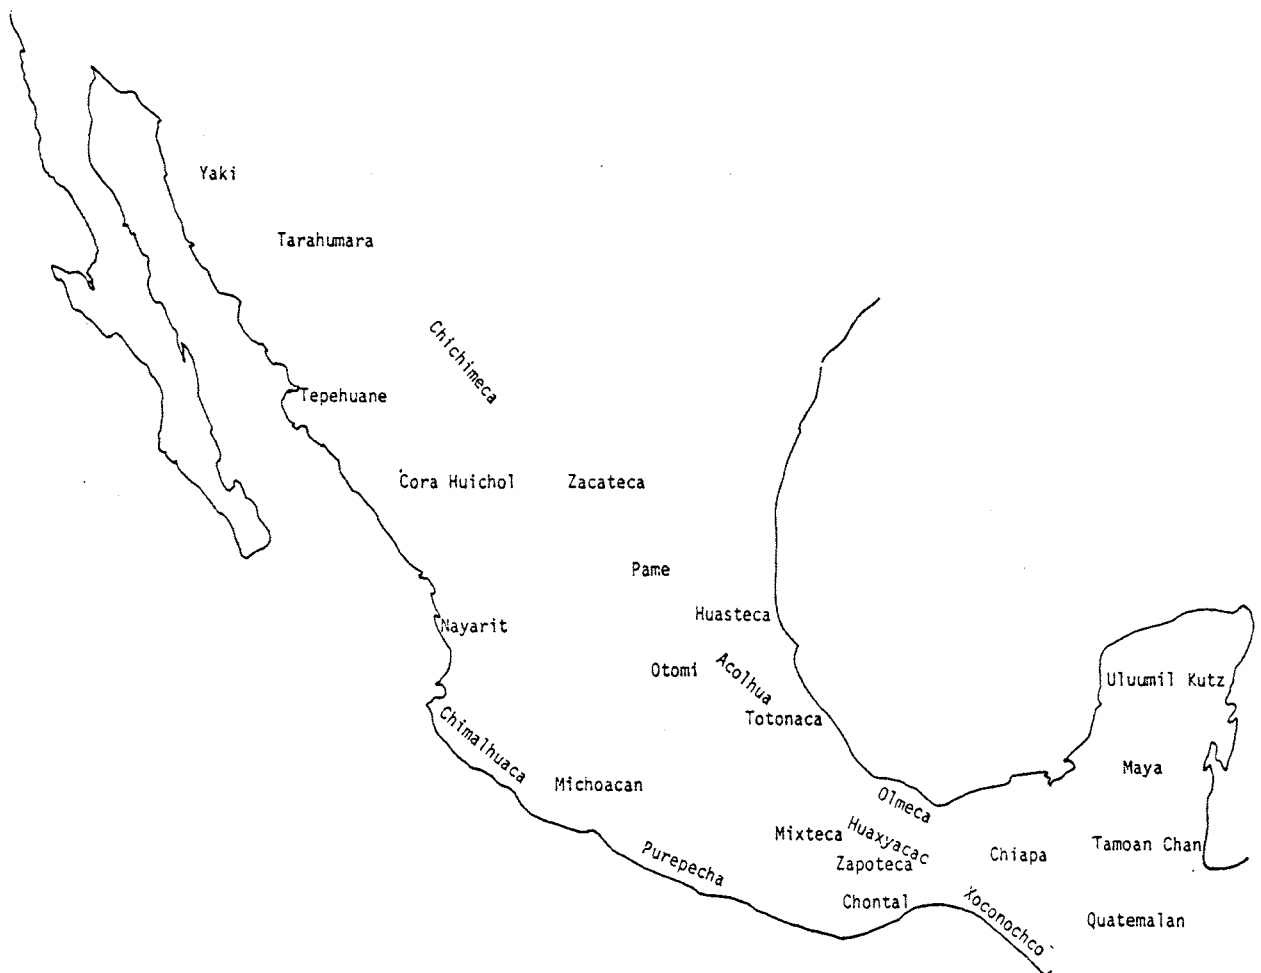 Yaki
Tarahumara
Chichimeca
Tepehuane
Cora Huichol
Zacateca
Pame
Huasteca
Nayarit
Otomi
Acolhua
Uluumil Kutz
Totonaca
Chimalhuaca
Maya
Michoacan
Olmeca
Mixteca
Huaxyacac
Tamoan Chan
Chiapa
Purepecha
Zapoteca
Chontal
Xoconochco
Quatemalan